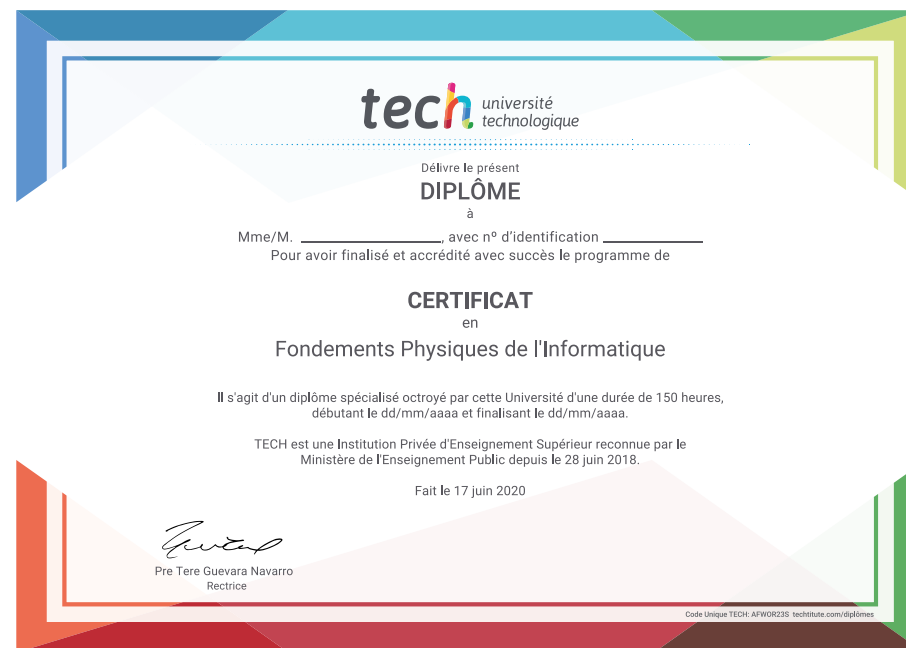 tech université
technologique
Délivre le présent
DIPLÔME
à
Mme/M. ____________________, avec nº d'identification ______________
Pour avoir finalisé et accrédité avec succès le programme de
CERTIFICAT
en
Fondements Physiques de l'Informatique
Il s'agit d'un diplôme spécialisé octroyé par cette Université d'une durée de 150 heures,
débutant le dd/mm/aaaa et finalisant le dd/mm/aaaa.
TECH est une Institution Privée d'Enseignement Supérieur reconnue par le
Ministère de l'Enseignement Public depuis le 28 juin 2018.
Fait le 17 juin 2020
Pre Tere Guevara Navarro
Rectrice
Code Unique TECH: AFWOR23S techtitute.com/diplômes